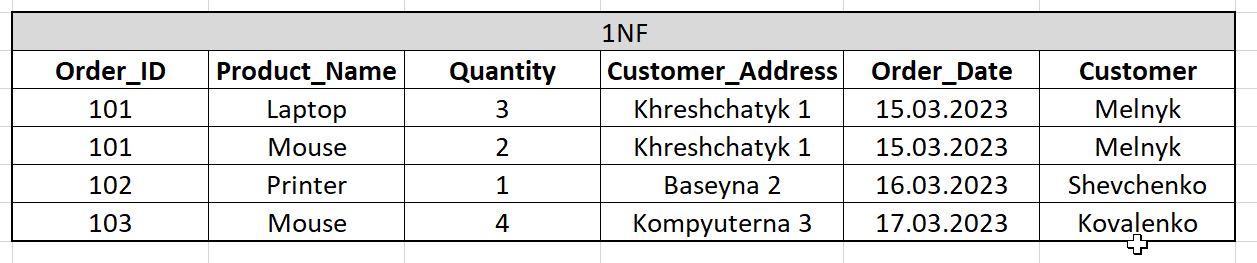 1NF
Order_ID Product_Name Quantity Customer_Address Order_Date Customer
101 Laptop 3 Khreshchatyk 1 15.03.2023 Melnyk
101 Mouse 2 Khreshchatyk 1 15.03.2023 Melnyk
102 Printer 1 Baseyna 2 16.03.2023 Shevchenko
103 Mouse 4 Kompyuterna 3 17.03.2023 Kovalenko